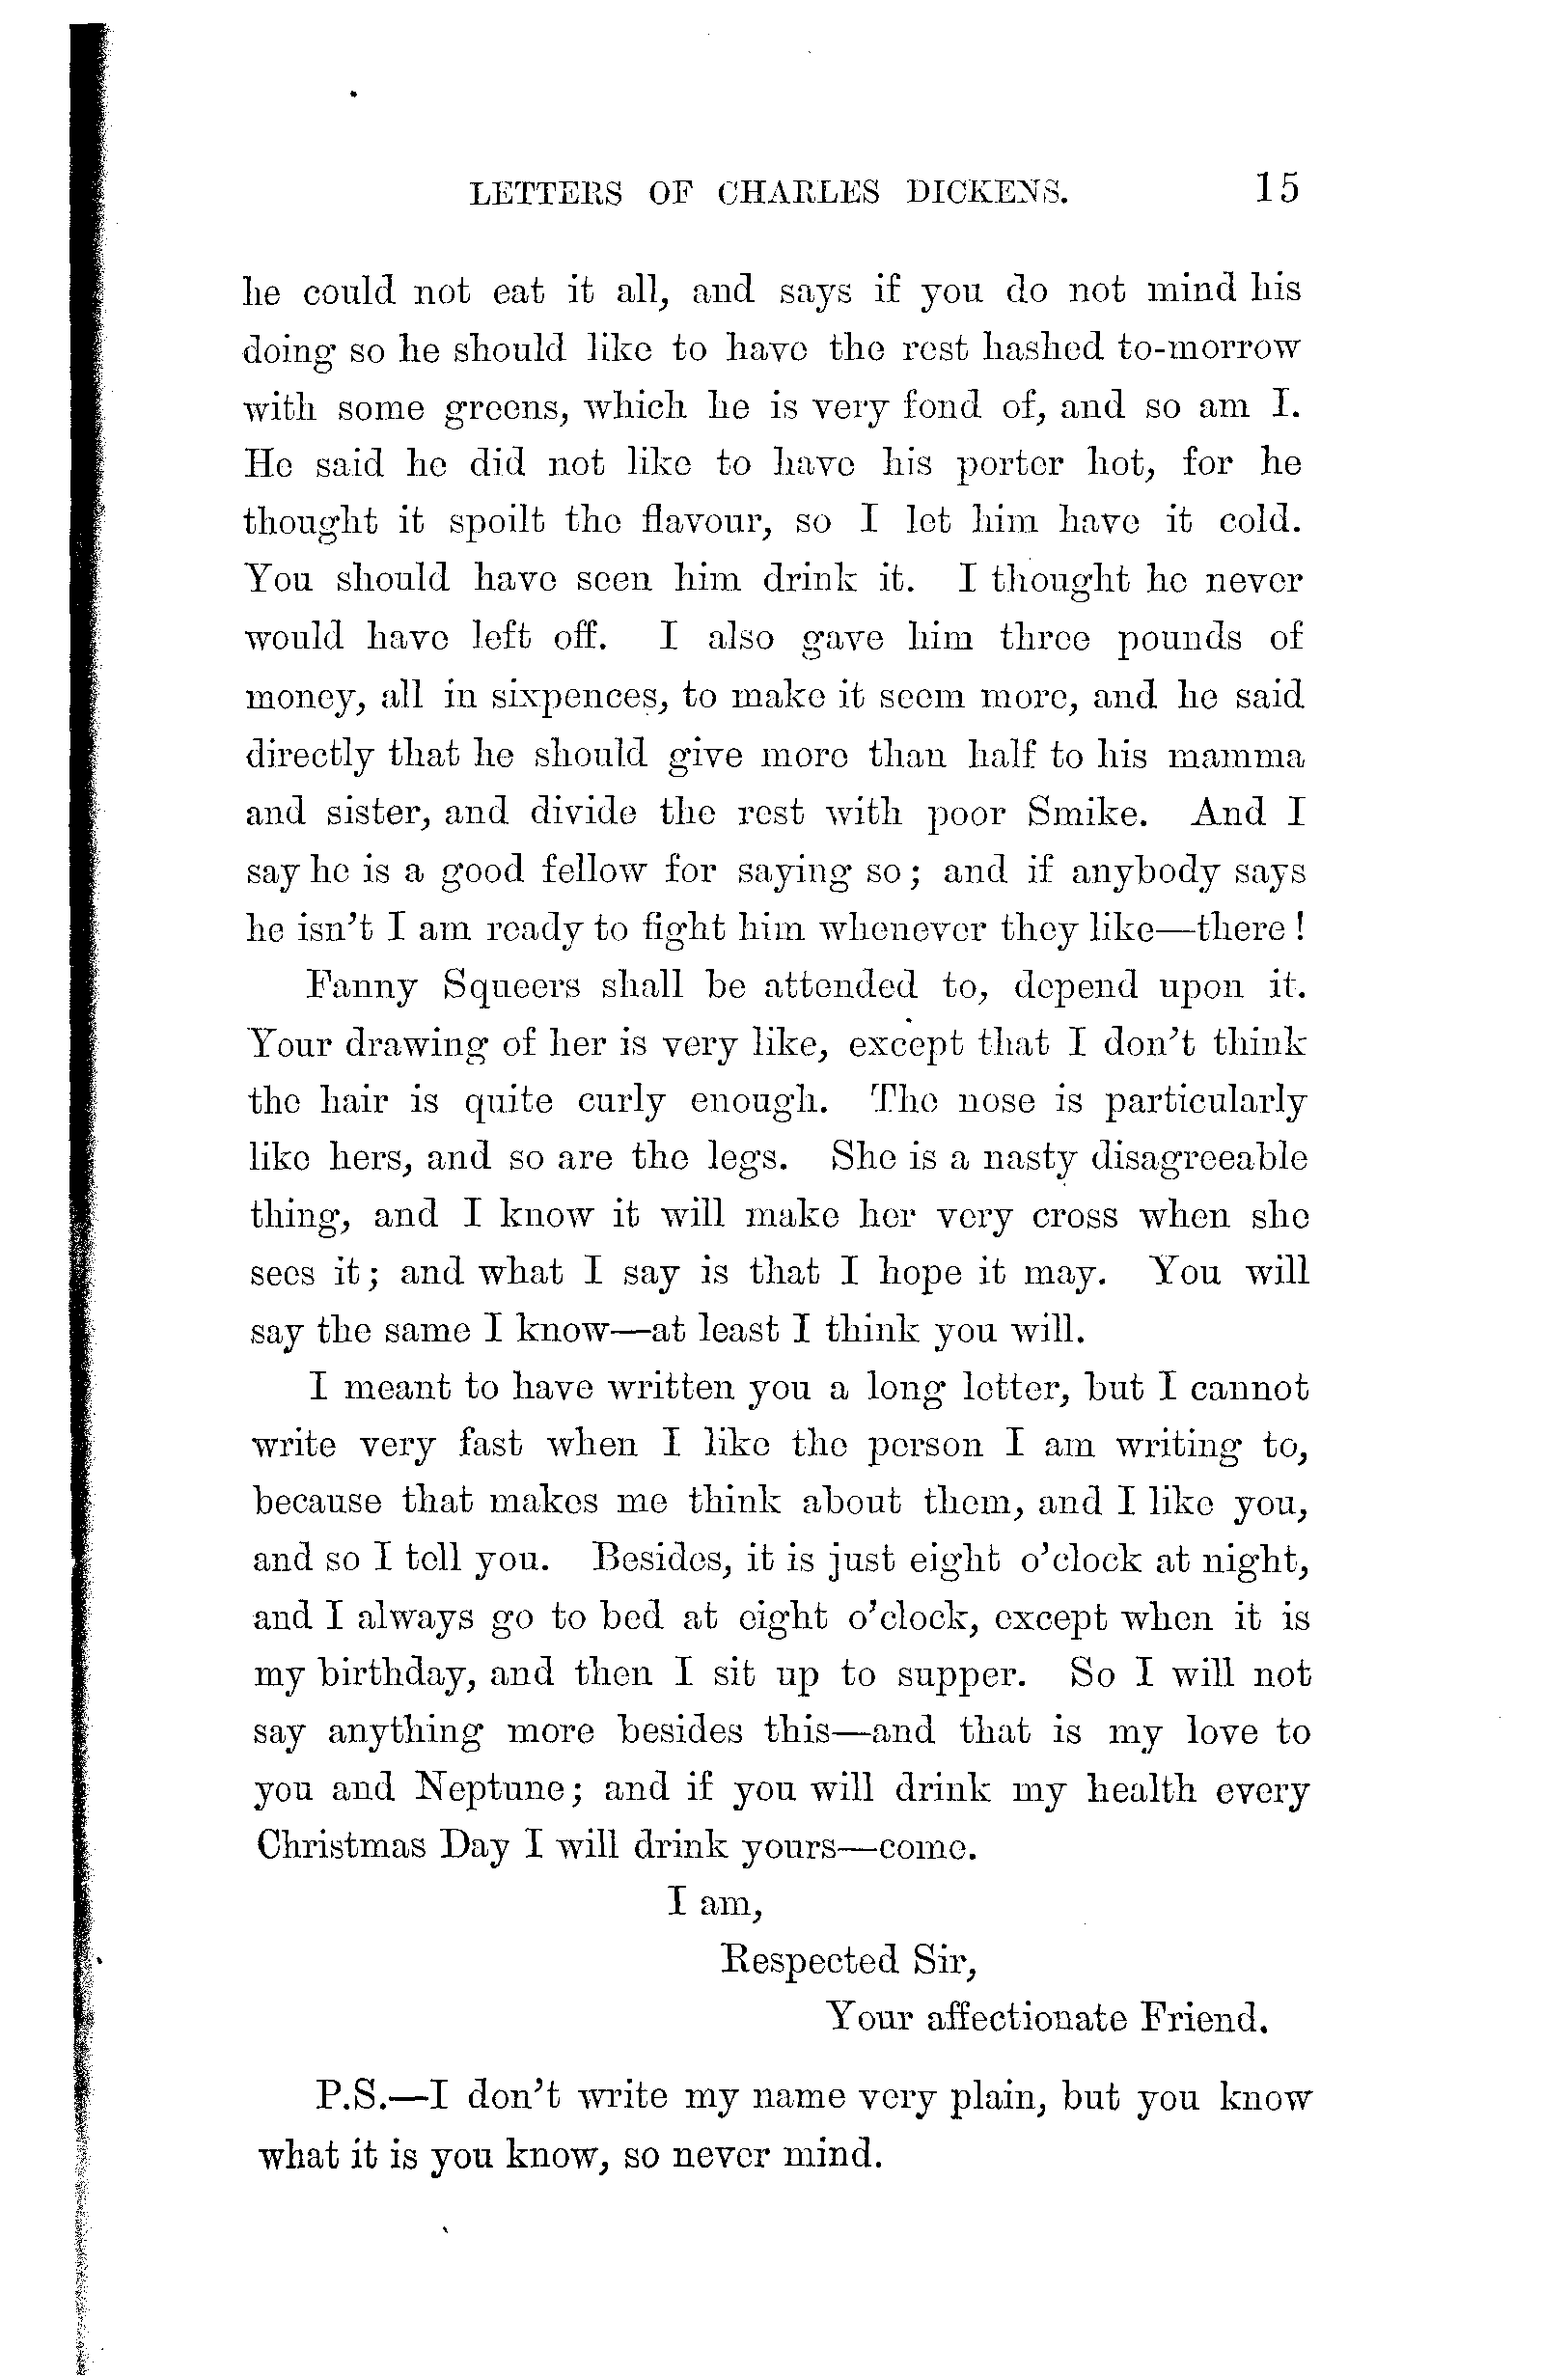 LETTERS OF CHARLES DICKENS. 15
he could not eat it all, and says if you do not mind his
doing so he should like to have the rest hashed to-morrow
with some greens, which he is very fond of, and so am I.
He said he did not like to have his porter hot, for he
thought it spoilt the flavour, so I let him have it cold.
You should have seen him drink it. I thought he never
would have left off. I also gave him three pounds of
money, all in sixpences, to make it seem more, and he said
directly that he should give more than half to his mamma
and sister, and divide the rest with poor Smike. And I
say he is a good fellow for saying so; and if anybody says
he isn't I am ready to fight him whenever they like—there!
Fanny Squeers shall be attended to, depend upon it.
Your drawing of her is very like, except that I don't think
the hair is quite curly enough. The nose is particularly
like hers, and so are the legs. She is a nasty disagreeable
thing, and I know it will make her very cross when she
sees it; and what I say is that I hope it may. You will
say the same I know—at least I think you will.
I meant to have written you a long letter, but I cannot
write very fast when I like the person I am writing to,
because that makes me think about them, and I like you,
and so I tell you. Besides, it is just eight o'clock at night,
and I always go to bed at eight o'clock, except when it is
my birthday, and then I sit up to supper. So I will not
say anything more besides this—and that is my love to
you and Neptune; and if you will drink my health every
Christmas Day I will drink yours—come.
I am,
Respected Sir,
Your affectionate Friend.
P.S.—I don't write my name very plain, but you know
what it is you know, so never mind.